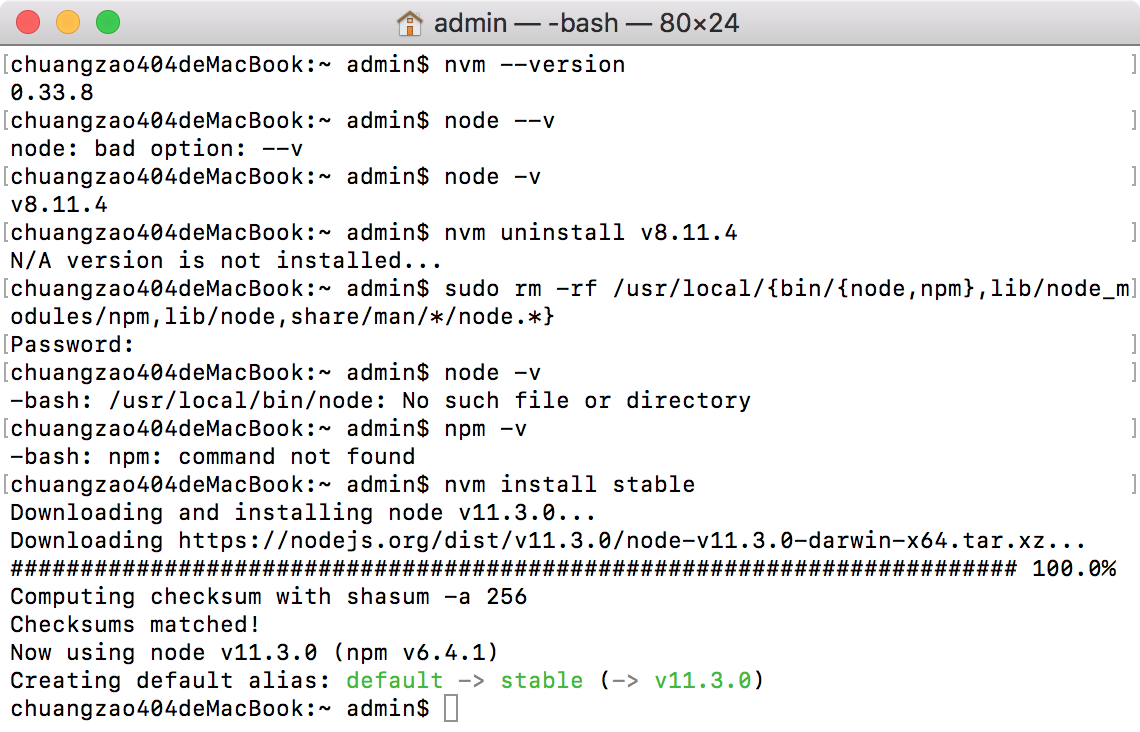 admin — -bash — 80×24
[chuangzao404deMacBook:~ admin$ nvm --version ]
0.33.8
[chuangzao404deMacBook:~ admin$ node --v ]
node: bad option: --v
[chuangzao404deMacBook:~ admin$ node -v ]
v8.11.4
[chuangzao404deMacBook:~ admin$ nvm uninstall v8.11.4 ]
N/A version is not installed...
[chuangzao404deMacBook:~ admin$ sudo rm -rf /usr/local/{bin/{node,npm},lib/node_m]
odules/npm,lib/node,share/man/*/node.*}
[Password: ]
[chuangzao404deMacBook:~ admin$ node -v ]
-bash: /usr/local/bin/node: No such file or directory
[chuangzao404deMacBook:~ admin$ npm -v ]
-bash: npm: command not found
[chuangzao404deMacBook:~ admin$ nvm install stable ]
Downloading and installing node v11.3.0...
Downloading https://nodejs.org/dist/v11.3.0/node-v11.3.0-darwin-x64.tar.xz...
######################################################################## 100.0%
Computing checksum with shasum -a 256
Checksums matched!
Now using node v11.3.0 (npm v6.4.1)
Creating default alias: default -> stable (-> v11.3.0)
chuangzao404deMacBook:~ admin$